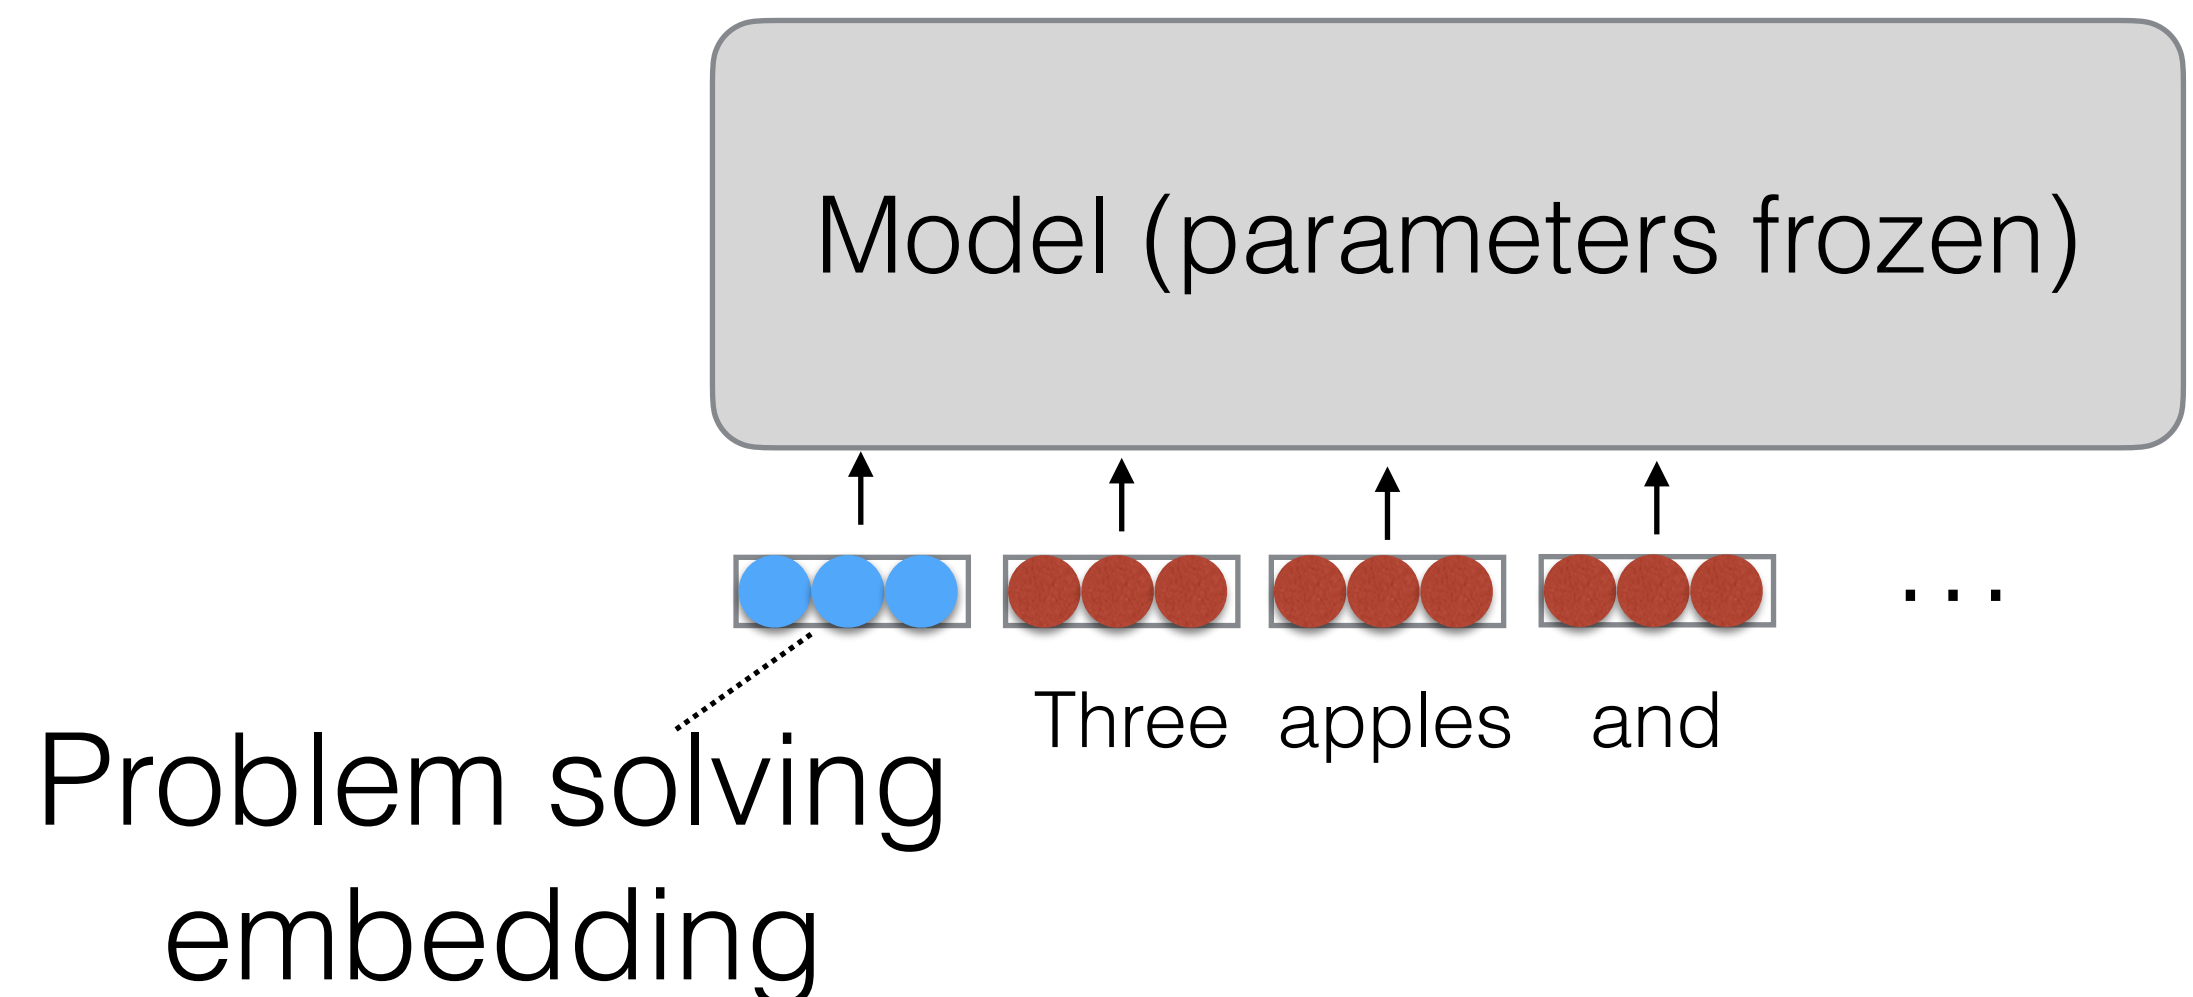 Model (parameters frozen)
...
Three apples and
Problem solving
embedding